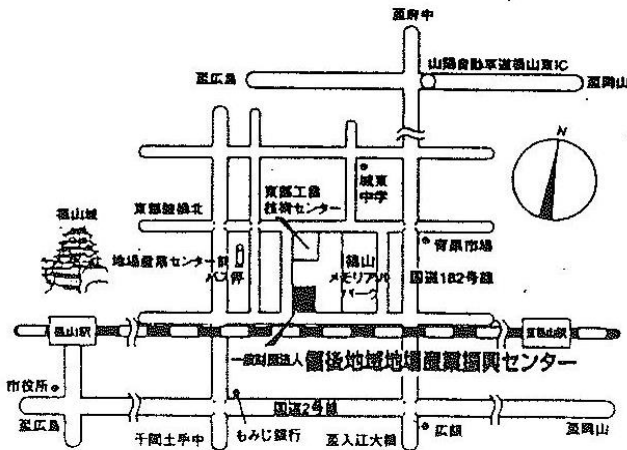 至府中
山陽自動車道福山東IC
至広島
至岡山
N
城東
中学
東部工業
技術センター
東部陸橋北
福山城
青果市場
地場産業センター前
バス停
福山
メモリアル
パーク
国道182号線
福山駅
東福山駅
一般財団法人 備後地域地場産業振興センター
市役所
国道2号線
至広島
千間土手中
もみじ銀行
至入江大橋
広銀
至岡山